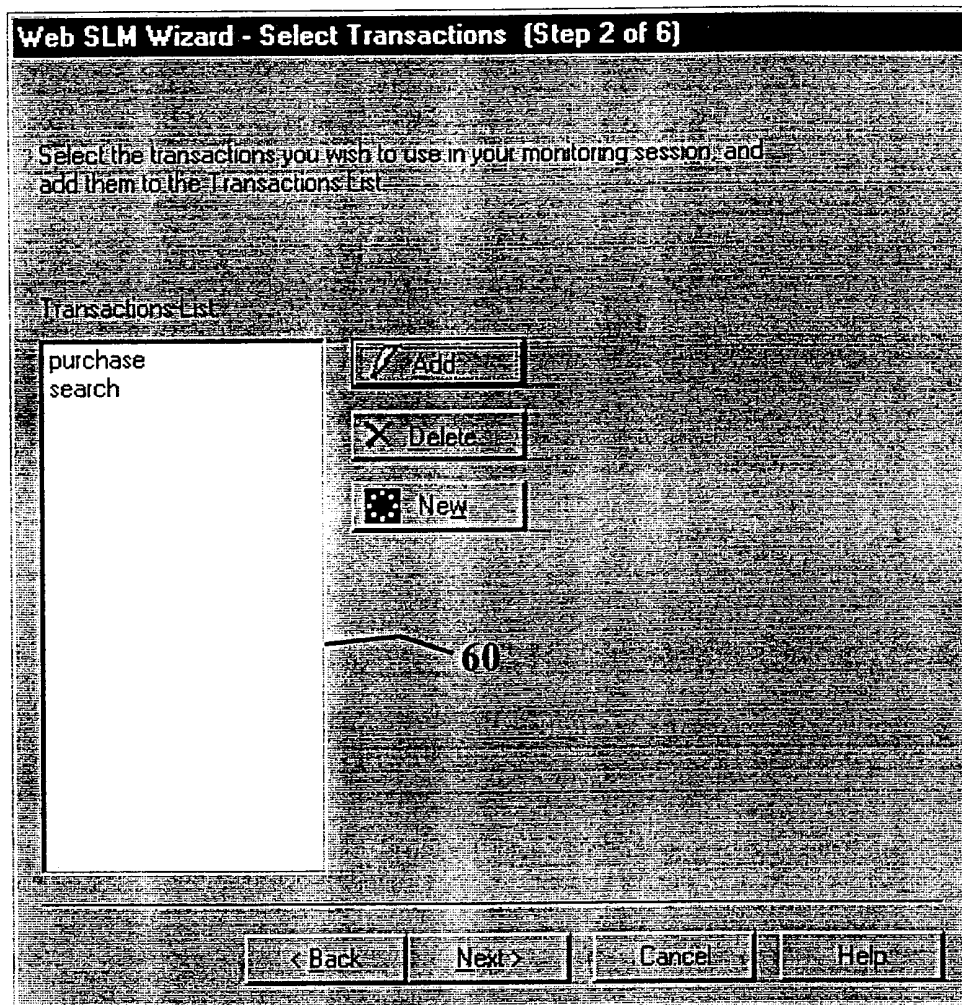 Web SLM Wizard - Select Transactions (Step 2 of 6)
Select the transactions you wish to use in your monitoring session, and
add them to the Transactions List
Transactions List
purchase
search
Add
Delete
New
60
< Back
Next >
Cancel
Help